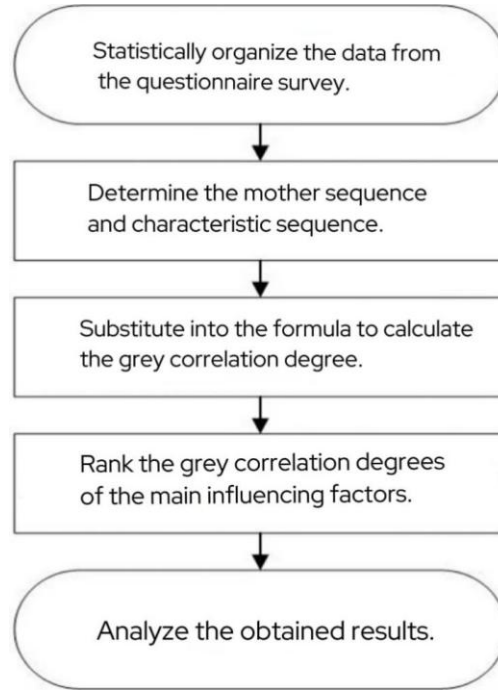 Statistically organize the data from
the questionnaire survey.
Determine the mother sequence
and characteristic sequence.
Substitute into the formula to calculate
the grey correlation degree.
Rank the grey correlation degrees
of the main influencing factors.
Analyze the obtained results.